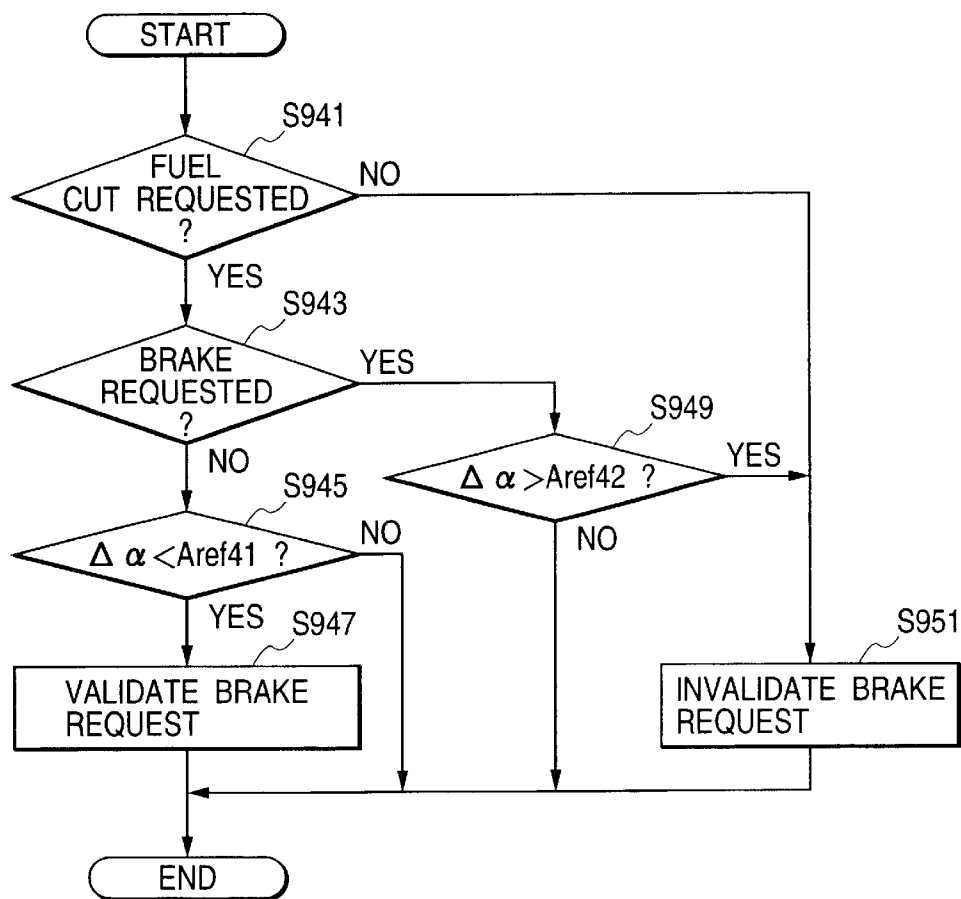 START
S941
FUEL
CUT REQUESTED
?
NO
YES
S943
BRAKE
REQUESTED
?
YES
NO
S949
Δ α >Aref42 ?
YES
NO
S945
Δ α <Aref41 ?
NO
YES
S947
VALIDATE BRAKE
REQUEST
S951
INVALIDATE BRAKE
REQUEST
END